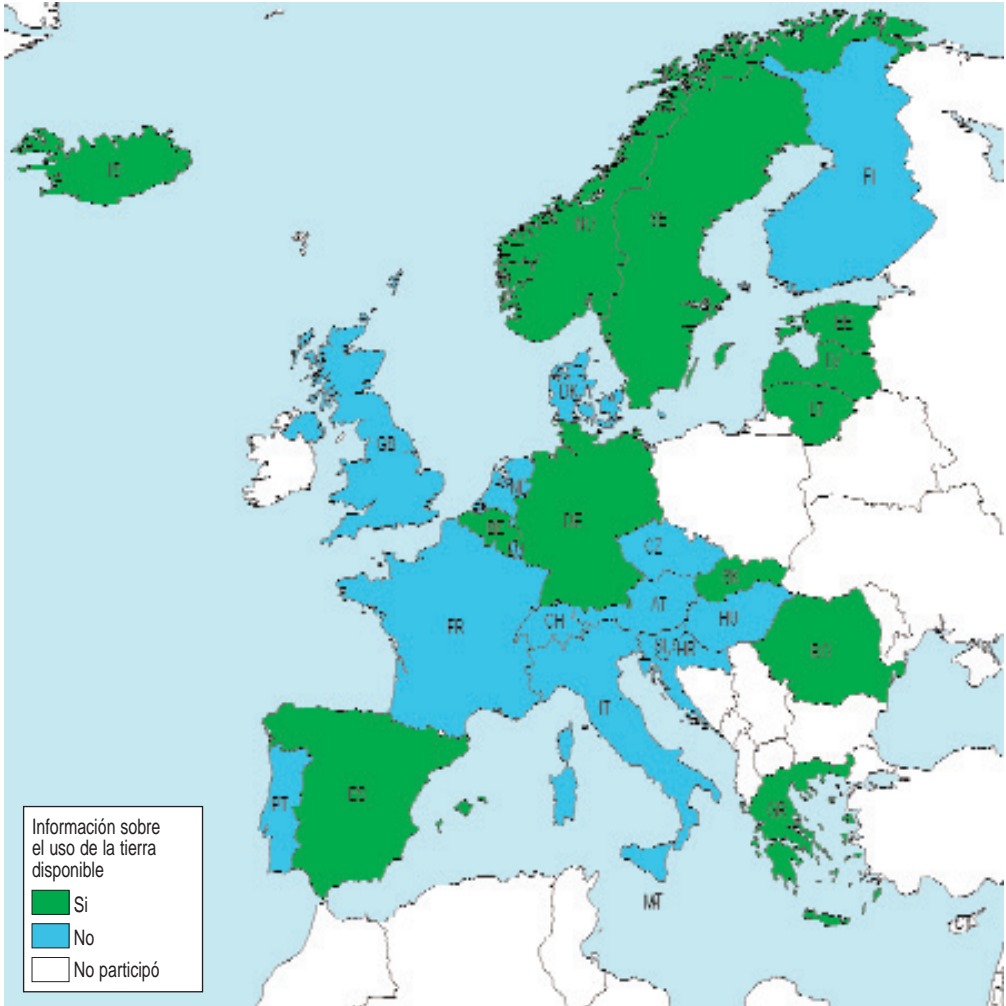 IS
NO
SE
FI
EE
LV
LT
DK
GB
NL
BE
LU
DE
CZ
SK
AT
HU
FR
CH
SI
HR
RO
IT
ES
PT
GR
MT
CY
Información sobre
el uso de la tierra
disponible
Si
No
No participó